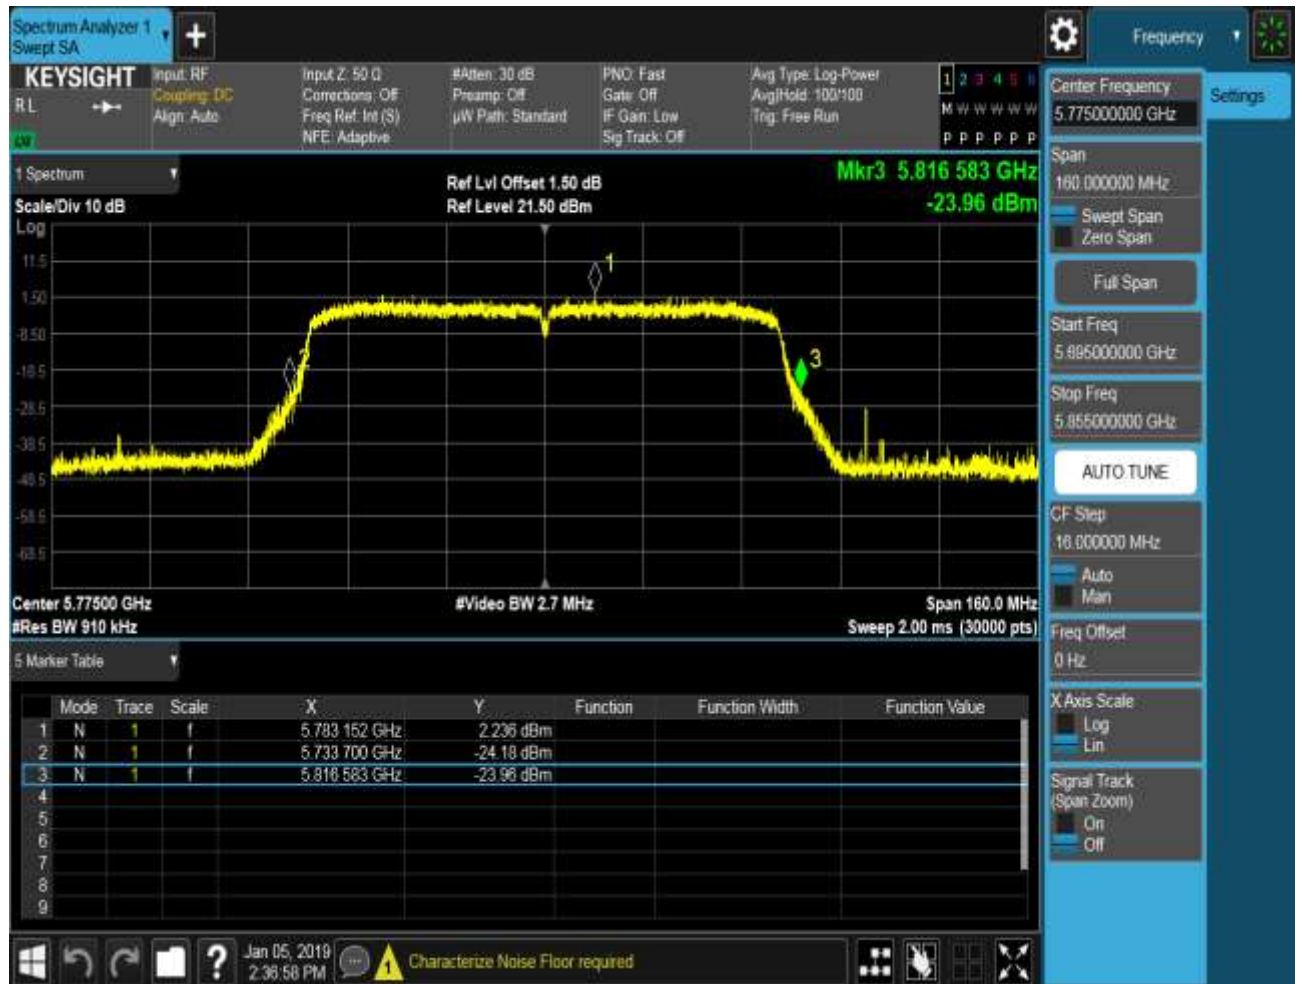 Spectrum Analyzer 1
Swept SA
+
Frequency
KEYSIGHT
Input: RF
Coupling: DC
Align: Auto
RL
Input Z: 50 Ω
Corrections: Off
Freq Ref: Int (S)
NFE: Adaptive
#Atten: 30 dB
Preamp: Off
µW Path: Standard
PNO: Fast
Gate: Off
IF Gain: Low
Sig Track: Off
Avg Type: Log-Power
Avg|Hold: 100/100
Trig: Free Run
1 2 3 4 5 6
M W W W W W
P P P P P P
1 Spectrum
Scale/Div 10 dB
Ref Lvl Offset 1.50 dB
Ref Level 21.50 dBm
Mkr3 5.816 583 GHz
-23.96 dBm
Log
11.5
1.50
-8.50
-18.5
-28.5
-38.5
-48.5
-58.5
-68.5
1
2
3
Center 5.77500 GHz
#Video BW 2.7 MHz
Span 160.0 MHz
#Res BW 910 kHz
Sweep 2.00 ms (30000 pts)
5 Marker Table
Mode Trace Scale X Y Function Function Width Function Value
1 N 1 f 5.783 152 GHz 2.236 dBm
2 N 1 f 5.733 700 GHz -24.18 dBm
3 N 1 f 5.816 583 GHz -23.96 dBm
4
5
6
7
8
9
Center Frequency
5.775000000 GHz
Settings
Span
160.000000 MHz
Swept Span
Zero Span
Full Span
Start Freq
5.695000000 GHz
Stop Freq
5.855000000 GHz
AUTO TUNE
CF Step
16.000000 MHz
Auto
Man
Freq Offset
0 Hz
X Axis Scale
Log
Lin
Signal Track
(Span Zoom)
On
Off
?
Jan 05, 2019
2:36:58 PM
1
Characterize Noise Floor required